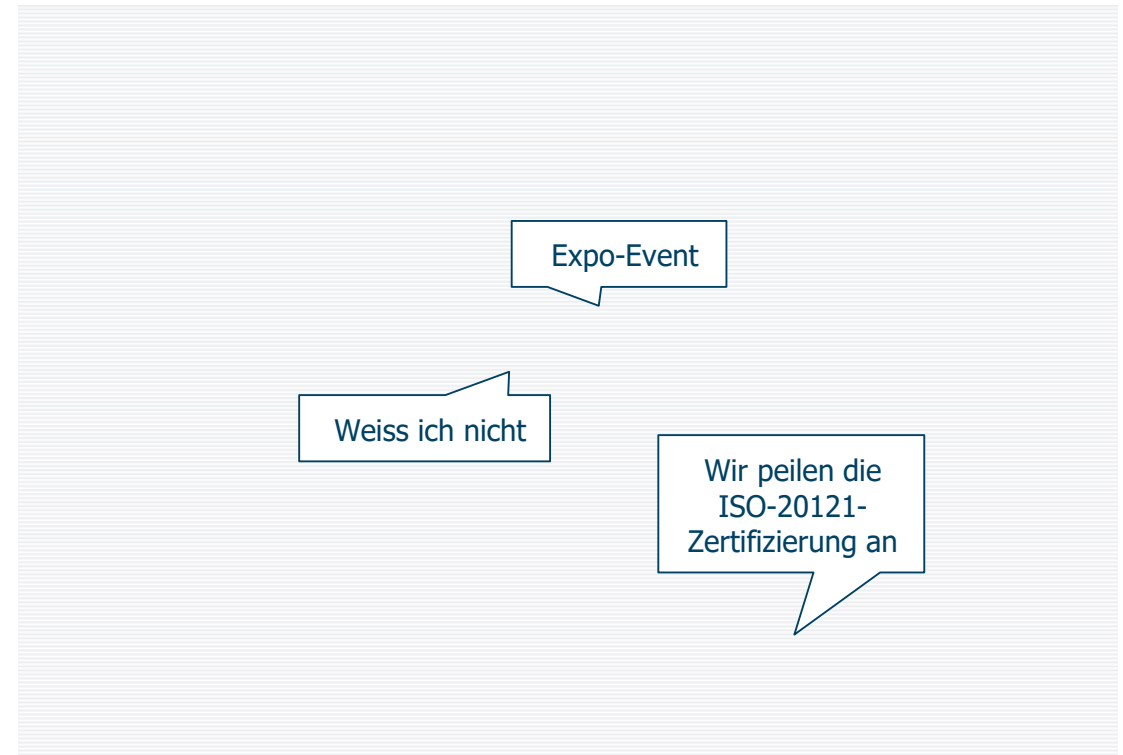 Expo-Event
Weiss ich nicht
Wir peilen die
ISO-20121-
Zertifizierung an